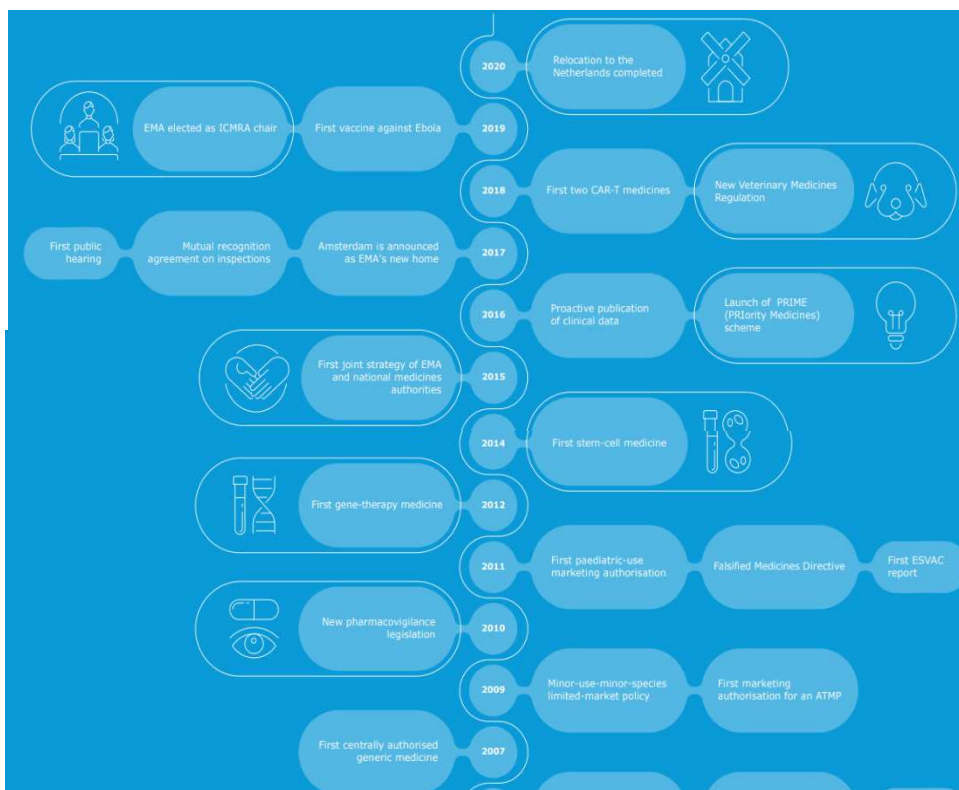 2020
Relocation to the
Netherlands completed
EMA elected as ICMRA chair
First vaccine against Ebola
2019
2018
First two CAR-T medicines
New Veterinary Medicines
Regulation
First public
hearing
Mutual recognition
agreement on inspections
Amsterdam is announced
as EMA's new home
2017
2016
Proactive publication
of clinical data
Launch of PRIME
(PRIority Medicines)
scheme
First joint strategy of EMA
and national medicines
authorities
2015
2014
First stem-cell medicine
First gene-therapy medicine
2012
2011
First paediatric-use
marketing authorisation
Falsified Medicines Directive
First ESVAC
report
New pharmacovigilance
legislation
2010
2009
Minor-use-minor-species
limited-market policy
First marketing
authorisation for an ATMP
First centrally authorised
generic medicine
2007